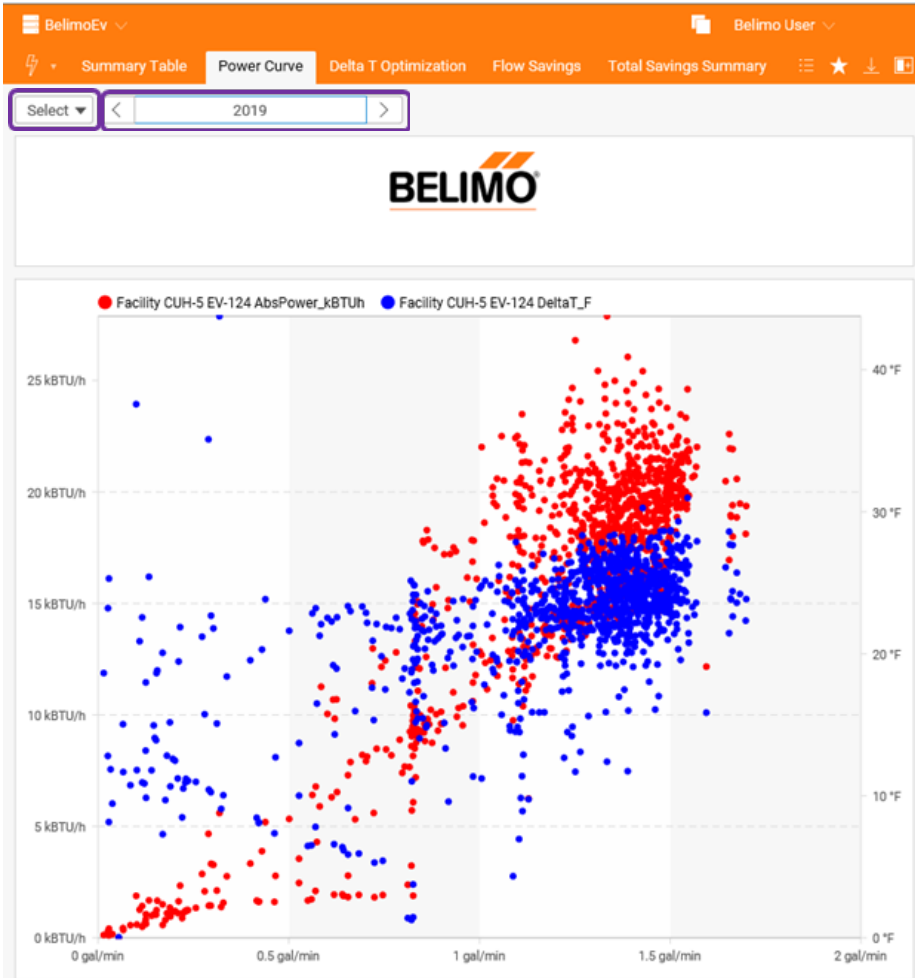 BelimoEv
Belimo User
Summary Table Power Curve Delta T Optimization Flow Savings Total Savings Summary
Select 2019
BELIMO
Facility CUH-5 EV-124 AbsPower_kBTUh Facility CUH-5 EV-124 DeltaT_F
25 kBTU/h
40 °F
20 kBTU/h
30 °F
15 kBTU/h
20 °F
10 kBTU/h
10 °F
5 kBTU/h
0 kBTU/h
0 °F
0 gal/min 0.5 gal/min 1 gal/min 1.5 gal/min 2 gal/min